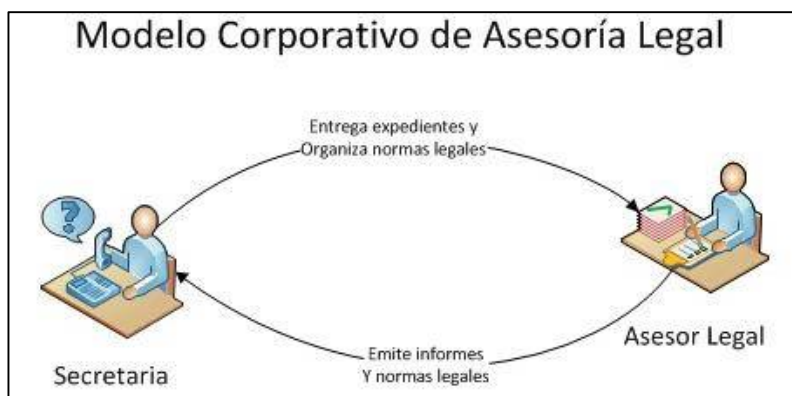 Modelo Corporativo de Asesoría Legal
Entrega expedientes y
Organiza normas legales
Asesor Legal
Emite informes
Y normas legales
Secretaria